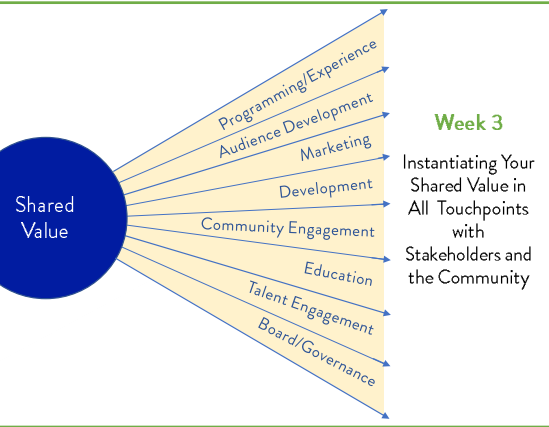 Shared
Value
Programming/Experience
Audience Development
Marketing
Development
Community Engagement
Education
Talent Engagement
Board/Governance
Week 3
Instantiating Your
Shared Value in
All Touchpoints
with
Stakeholders and
the Community